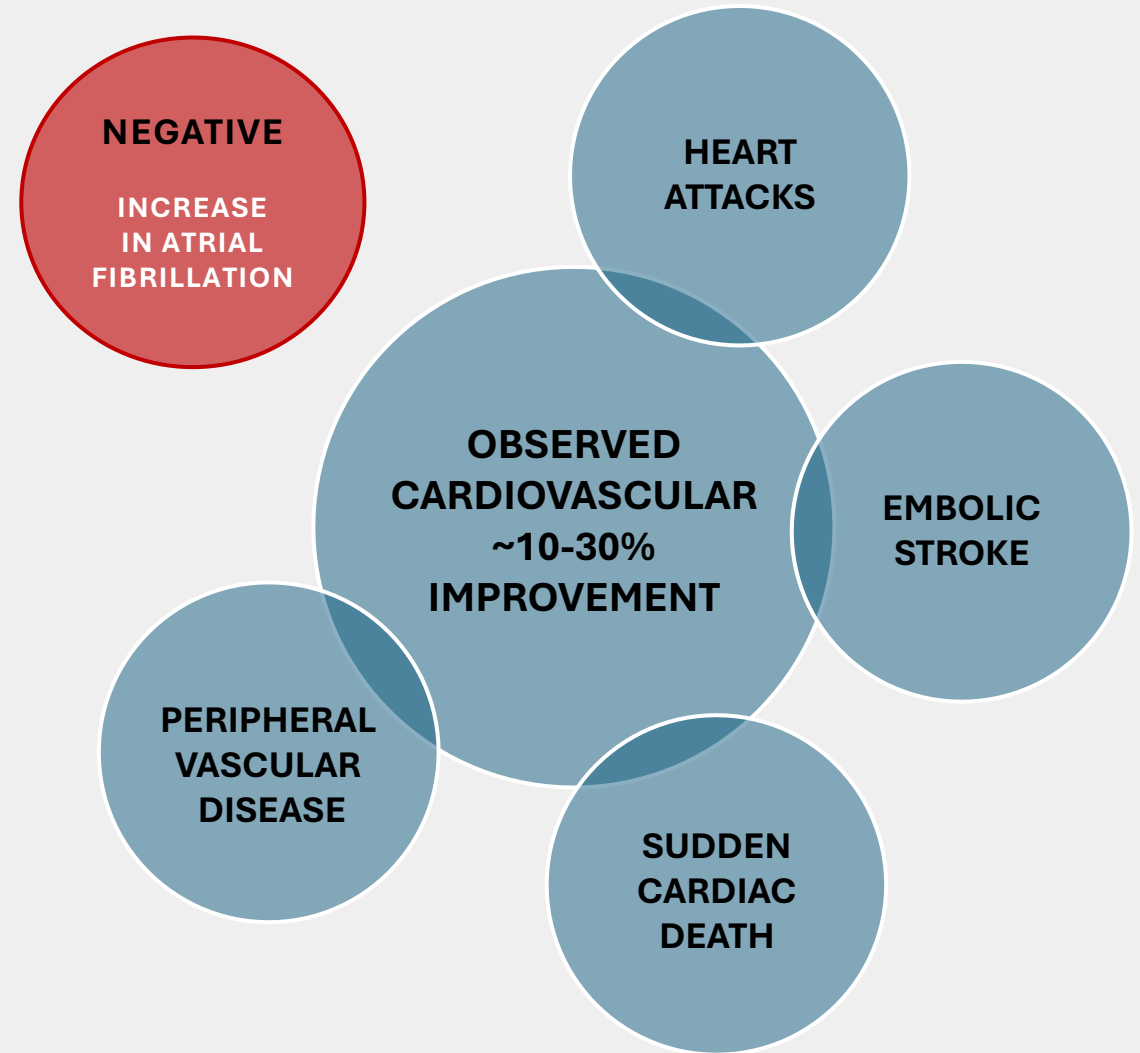 NEGATIVE
INCREASE
IN ATRIAL
FIBRILLATION
HEART
ATTACKS
OBSERVED
CARDIOVASCULAR
~10-30%
IMPROVEMENT
EMBOLIC
STROKE
PERIPHERAL
VASCULAR
DISEASE
SUDDEN
CARDIAC
DEATH